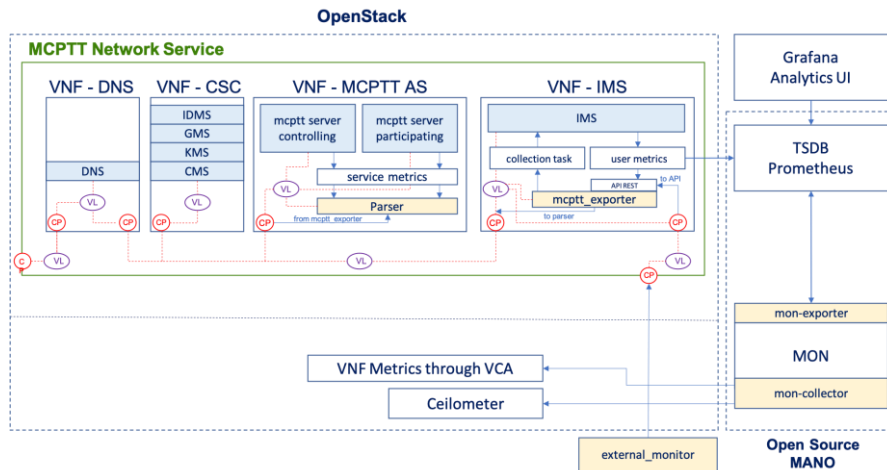 OpenStack
MCPTT Network Service
VNF - DNS
DNS
VL
CP
CP
VNF - CSC
IDMS
GMS
KMS
CMS
VL
CP
VNF - MCPTT AS
mcptt server
controlling
mcptt server
participating
service metrics
VL
Parser
CP
from mcptt_exporter
VNF - IMS
IMS
collection task
user metrics
VL
API REST
to API
mcptt_exporter
to parser
CP
CP
C
VL
VL
VL
CP
Grafana
Analytics UI
TSDB
Prometheus
mon-exporter
MON
mon-collector
VNF Metrics through VCA
Ceilometer
external_monitor
Open Source
MANO